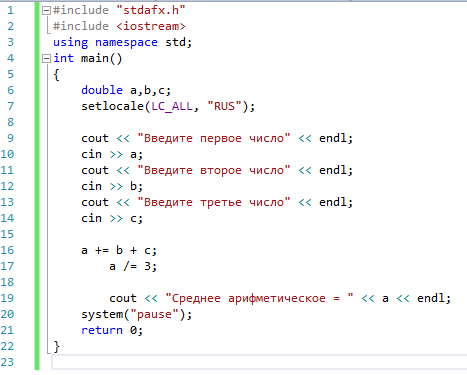 1 #include "stdafx.h"
2 #include <iostream>
3 using namespace std;
4 int main()
5 {
6 double a,b,c;
7 setlocale(LC_ALL, "RUS");
8
9 cout << "Введите первое число" << endl;
10 cin >> a;
11 cout << "Введите второе число" << endl;
12 cin >> b;
13 cout << "Введите третье число" << endl;
14 cin >> c;
15
16 a += b + c;
17 a /= 3;
18
19 cout << "Среднее арифметическое = " << a << endl;
20 system("pause");
21 return 0;
22 }
23